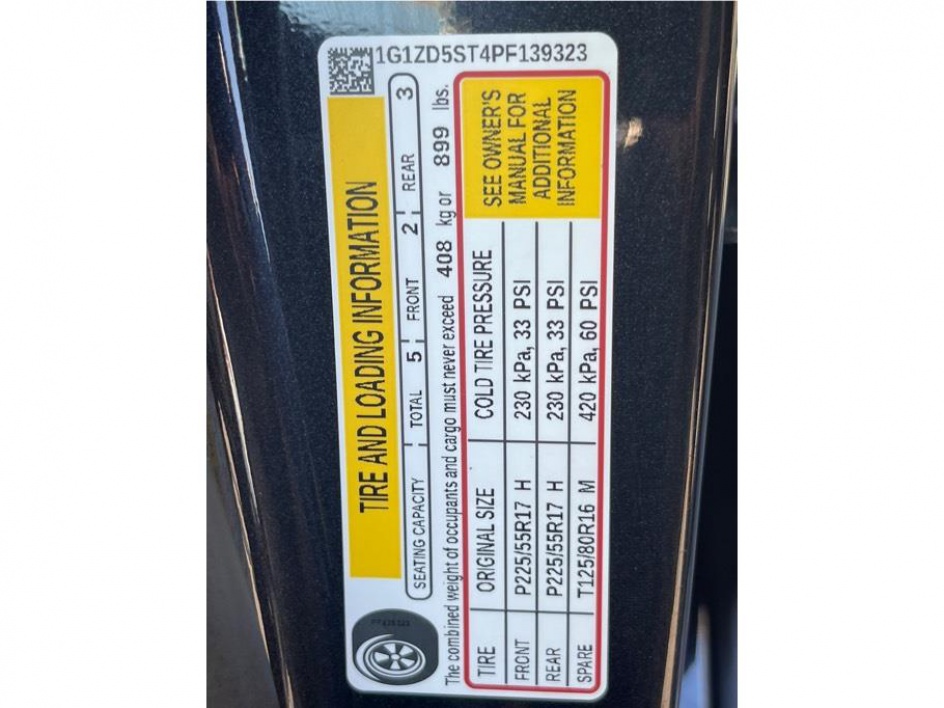 1G1ZD5ST4PF139323
TIRE AND LOADING INFORMATION
SEATING CAPACITY TOTAL 5 FRONT 2 REAR 3
The combined weight of occupants and cargo must never exceed 408 kg or 899 lbs.
TIRE ORIGINAL SIZE COLD TIRE PRESSURE
FRONT P225/55R17 H 230 kPa, 33 PSI
REAR P225/55R17 H 230 kPa, 33 PSI
SPARE T125/80R16 M 420 kPa, 60 PSI
SEE OWNER'S
MANUAL FOR
ADDITIONAL
INFORMATION